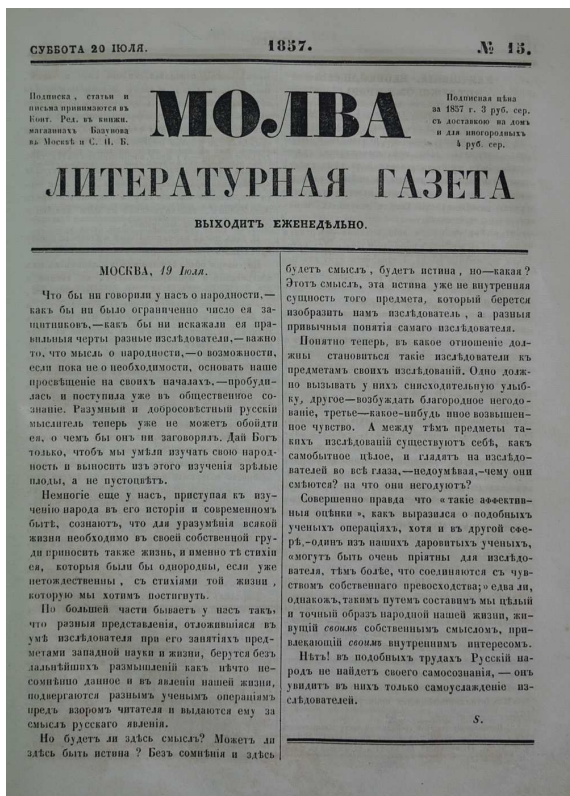 СУББОТА 20 ІЮЛЯ.
1857.
№ 15.
Подписка, статьи и
письма принимаются въ
Конт. Ред. въ книжн.
магазинахъ Базунова
въ Москвѣ и С. П. Б.
МОЛВА
Подписная цѣна
за 1857 г. 3 руб. сер.
съ доставкою на домъ
и для иногородныхъ
4 руб. сер.
ЛИТЕРАТУРНАЯ ГАЗЕТА
ВЫХОДИТЪ ЕЖЕНЕДѢЛЬНО.
МОСКВА, 19 Іюля.
Что бы ни говорили у насъ о народности,—
какъ бы ни было ограниченно число ея за-
щитниковъ,—какъ бы ни искажали ея пра-
вильныя черты разные изслѣдователи,—важно
то, что мысль о народности,—о возможности,
если пока не о необходимости, основать наше
просвѣщеніе на своихъ началахъ,—пробуди-
лась и поступила уже въ общественное со-
знаніе. Разумный и добросовѣстный русскій
мыслитель теперь уже не можетъ обойти
ея, о чемъ бы онъ ни заговорилъ. Дай Богъ
только, чтобъ мы умѣли изучать свою народ-
ность и выносить изъ этого изученія зрѣлые
плоды, а не пустоцвѣтъ.
Немногіе еще у насъ, приступая къ изу-
ченію народа въ его исторіи и современномъ
бытѣ, сознаютъ, что для уразумѣнія всякой
жизни необходимо въ своей собственной гру-
ди приносить также жизнь, и именно тѣ стихіи
ея, которыя были бы однородны, если уже
нетождественны, съ стихіями той жизни,
которую мы хотимъ постигнуть.
По большей части бываетъ у насъ такъ,
что разныя представленія, отложившіяся въ
умѣ изслѣдователя при его занятіяхъ пред-
метами западной науки и жизни, берутся безъ
дальнѣйшихъ размышленій какъ нѣчто не-
сомнѣнно данное и въ явленіи нашей жизни,
подвергаются разнымъ ученымъ операціямъ
предъ взоромъ читателя и выдаются ему за
смыслъ русскаго явленія.
Но будетъ ли здѣсь смыслъ? Можетъ ли
здѣсь быть истина? Безъ сомнѣнія и здѣсь
будетъ смыслъ, будетъ истина, но—какая?
Этотъ смыслъ, эта истина уже не внутренняя
сущность того предмета, который берется
изобразить намъ изслѣдователь, а разныя
привычныя понятія самаго изслѣдователя.
Понятно теперь, въ какое отношеніе дол-
жны становиться такіе изслѣдователи къ
предметамъ своихъ изслѣдованій. Одно долж-
но вызывать у нихъ снисходительную улыб-
ку, другое—возбуждать благородное негодо-
ваніе, третье—какое-нибудь иное возвышен-
ное чувство. А между тѣмъ предметы та-
кихъ изслѣдованій существуютъ себѣ, какъ
самобытное цѣлое, и глядятъ на изслѣдо-
вателей во всѣ глаза,—недоумѣвая,—чему они
смѣются? на что они негодуютъ?
Совершенно правда что «такіе аффектив-
ныя оцѣнки», какъ выразился о подобныхъ
ученыхъ операціяхъ, хотя и въ другой сфе-
рѣ,—одинъ изъ нашихъ даровитыхъ ученыхъ,
«могутъ быть очень пріятны для изслѣдо-
вателя, тѣмъ болѣе, что соединяются съ чув-
ствомъ собственнаго превосходства;» едва ли,
однакожъ, такимъ путемъ составимъ мы цѣлый
и точный образъ народной нашей жизни, жи-
вущій своимъ собственнымъ смысломъ, при-
влекающій своимъ внутреннимъ интересомъ.
Нѣтъ! въ подобныхъ трудахъ Русскій на-
родъ не найдетъ своего самосознанія, — онъ
увидитъ въ нихъ только самоуслажденіе из-
слѣдователей.
S.